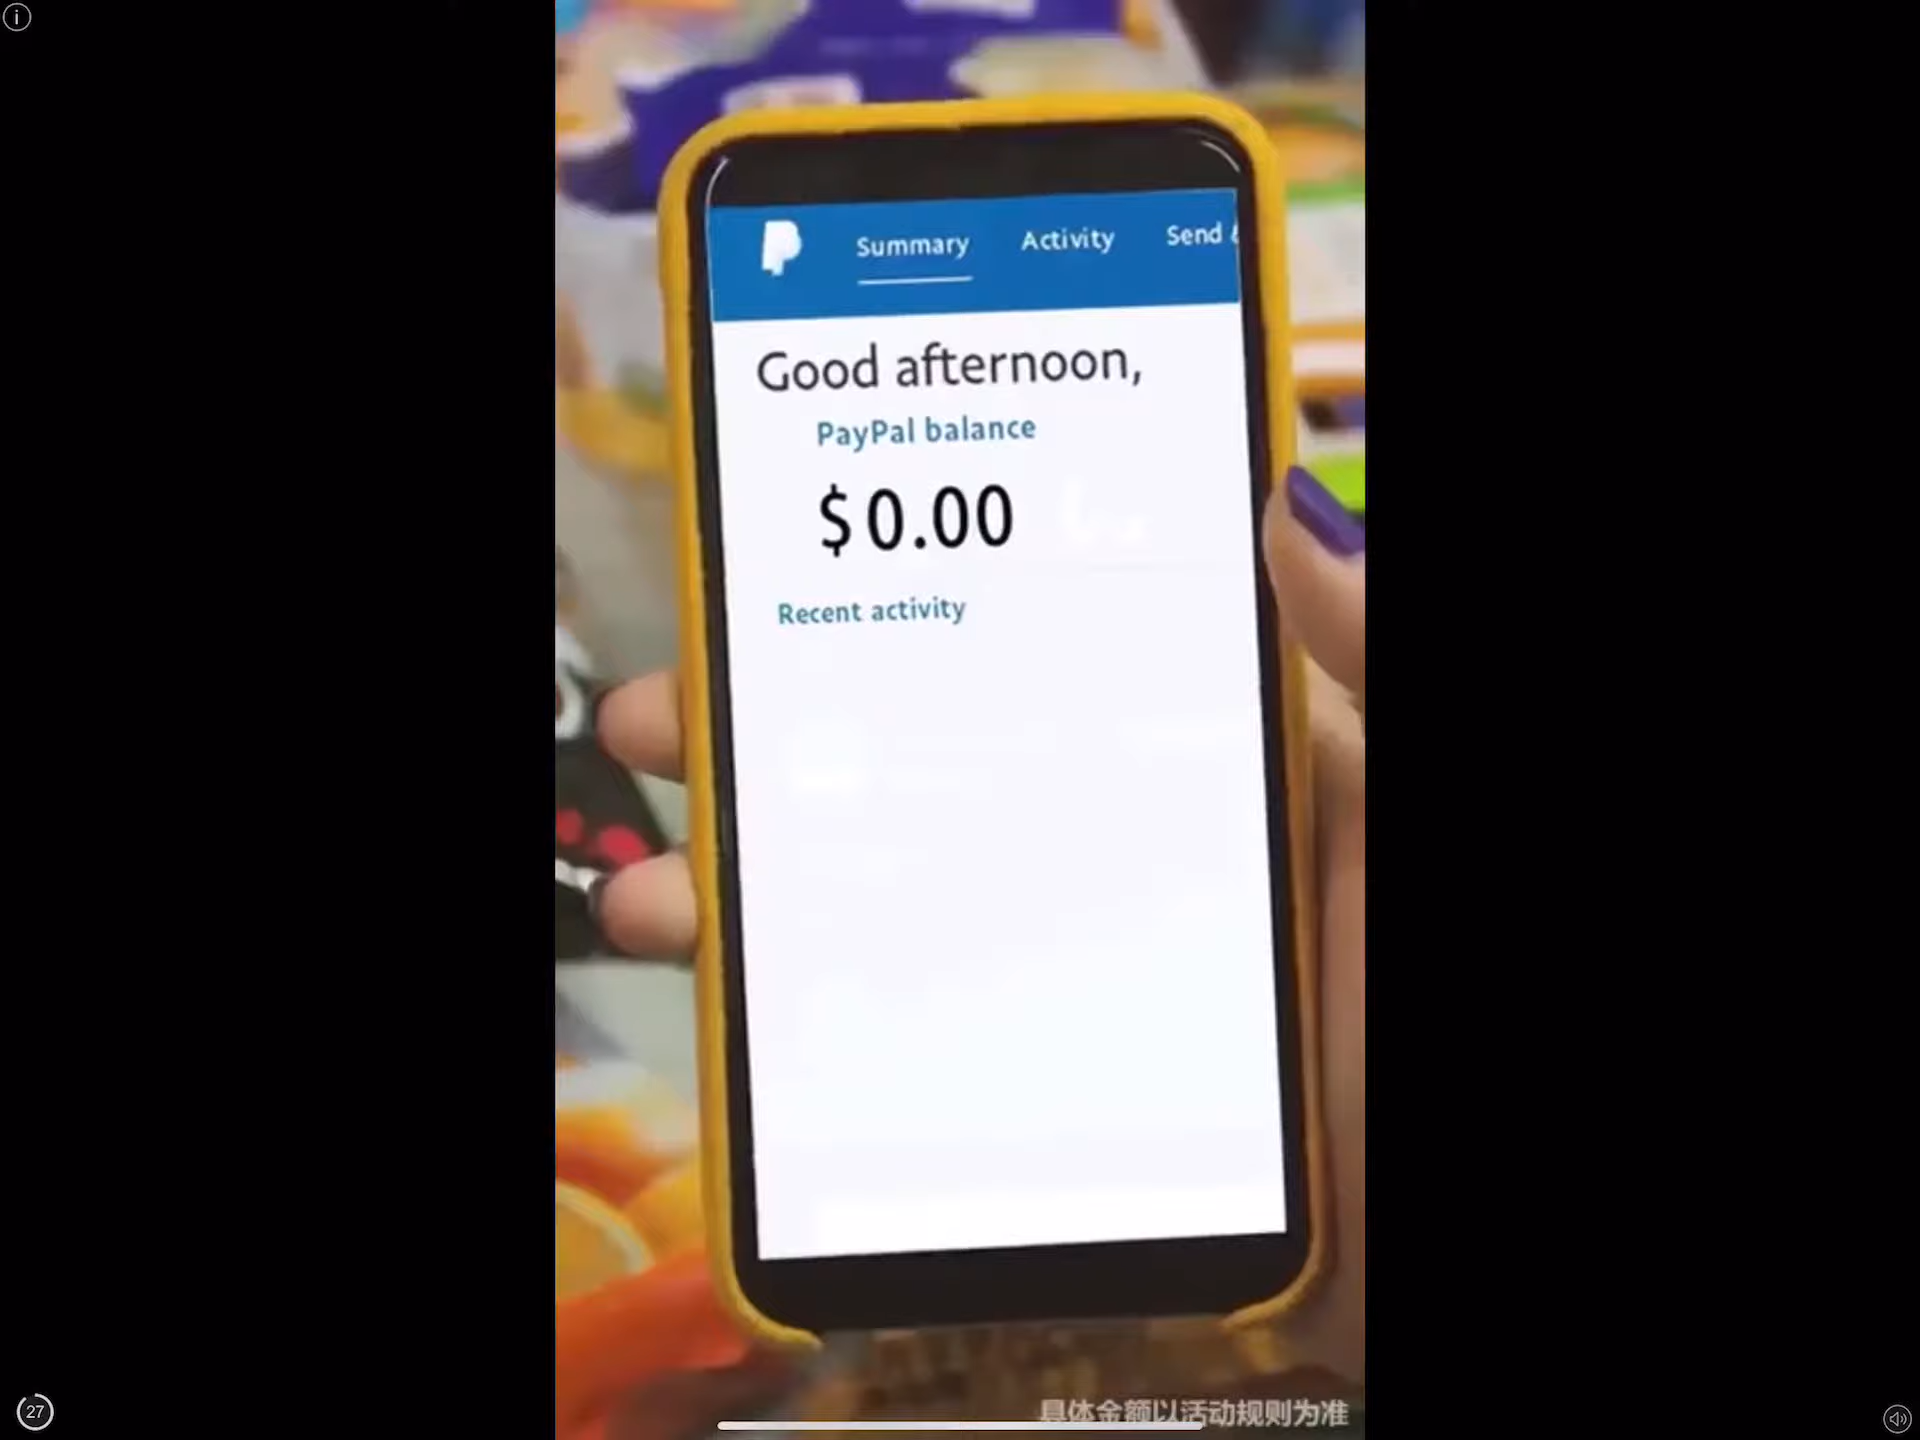 Summary Activity Send
Good afternoon,
PayPal balance
$0.00
Recent activity
具体金额以活动规则为准
27